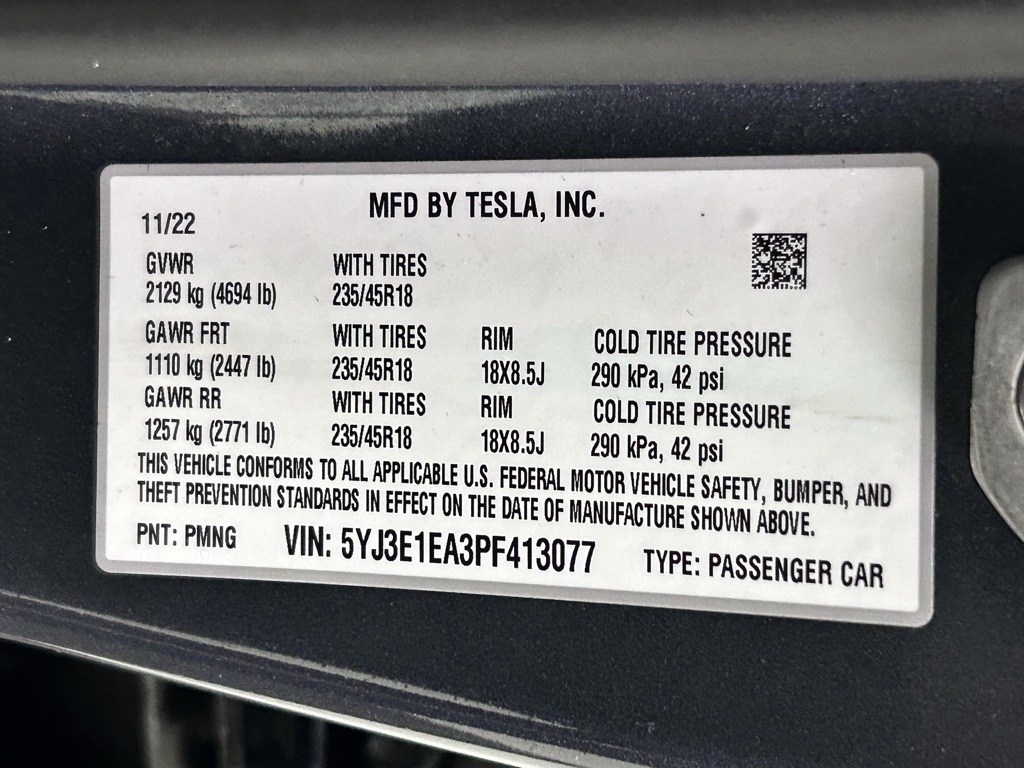 MFD BY TESLA, INC.
11/22
GVWR WITH TIRES
2129 kg (4694 lb) 235/45R18
GAWR FRT WITH TIRES RIM COLD TIRE PRESSURE
1110 kg (2447 lb) 235/45R18 18X8.5J 290 kPa, 42 psi
GAWR RR WITH TIRES RIM COLD TIRE PRESSURE
1257 kg (2771 lb) 235/45R18 18X8.5J 290 kPa, 42 psi
THIS VEHICLE CONFORMS TO ALL APPLICABLE U.S. FEDERAL MOTOR VEHICLE SAFETY, BUMPER, AND
THEFT PREVENTION STANDARDS IN EFFECT ON THE DATE OF MANUFACTURE SHOWN ABOVE.
PNT: PMNG VIN: 5YJ3E1EA3PF413077 TYPE: PASSENGER CAR